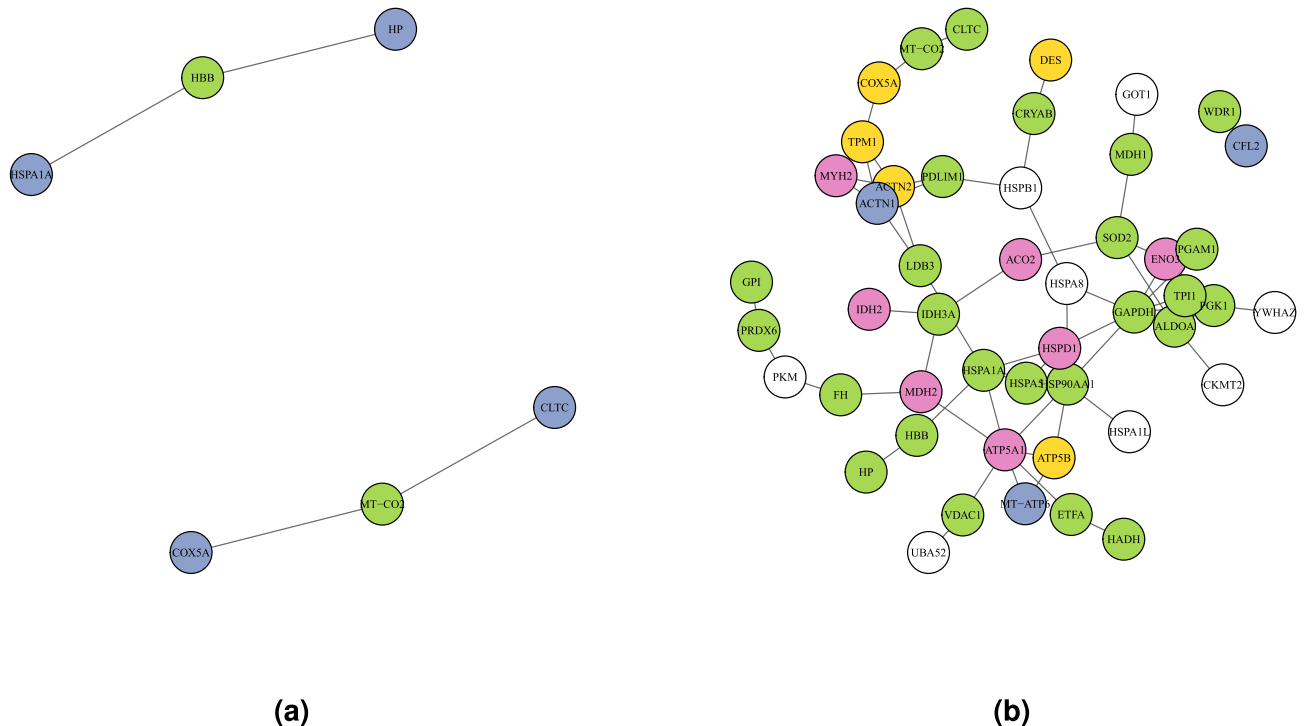 HP
HBB
HSPA1A
CLTC
MT−CO2
COX5A
(a)
CLTC
MT−CO2
DES
COX5A
GOT1
WDR1
CRYAB
TPM1
CFL2
MDH1
MYH2
PDLIM1
ACTN2
HSPB1
ACTN1
SOD2
PGAM1
ACO2
ENO3
LDB3
GPI
HSPA8
TPI1
PGK1
IDH2
IDH3A
GAPDH
YWHAZ
ALDOA
PRDX6
HSPD1
HSPA1A
PKM
HSPA5
HSP90AA1
CKMT2
MDH2
FH
HSPA1L
HBB
ATP5A1
ATP5B
HP
MT−ATP6
VDAC1
ETFA
HADH
UBA52
(b)